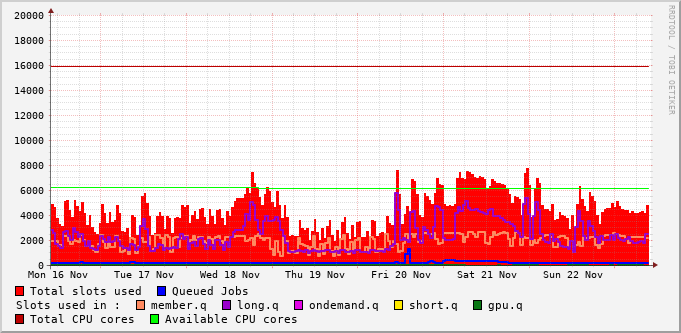 20000
18000
16000
14000
12000
10000
8000
6000
4000
2000
0
Mon 16 Nov Tue 17 Nov Wed 18 Nov Thu 19 Nov Fri 20 Nov Sat 21 Nov Sun 22 Nov
Total slots used Queued Jobs
Slots used in : member.q long.q ondemand.q short.q gpu.q
Total CPU cores Available CPU cores
RRDTOOL / TOBI OETIKER